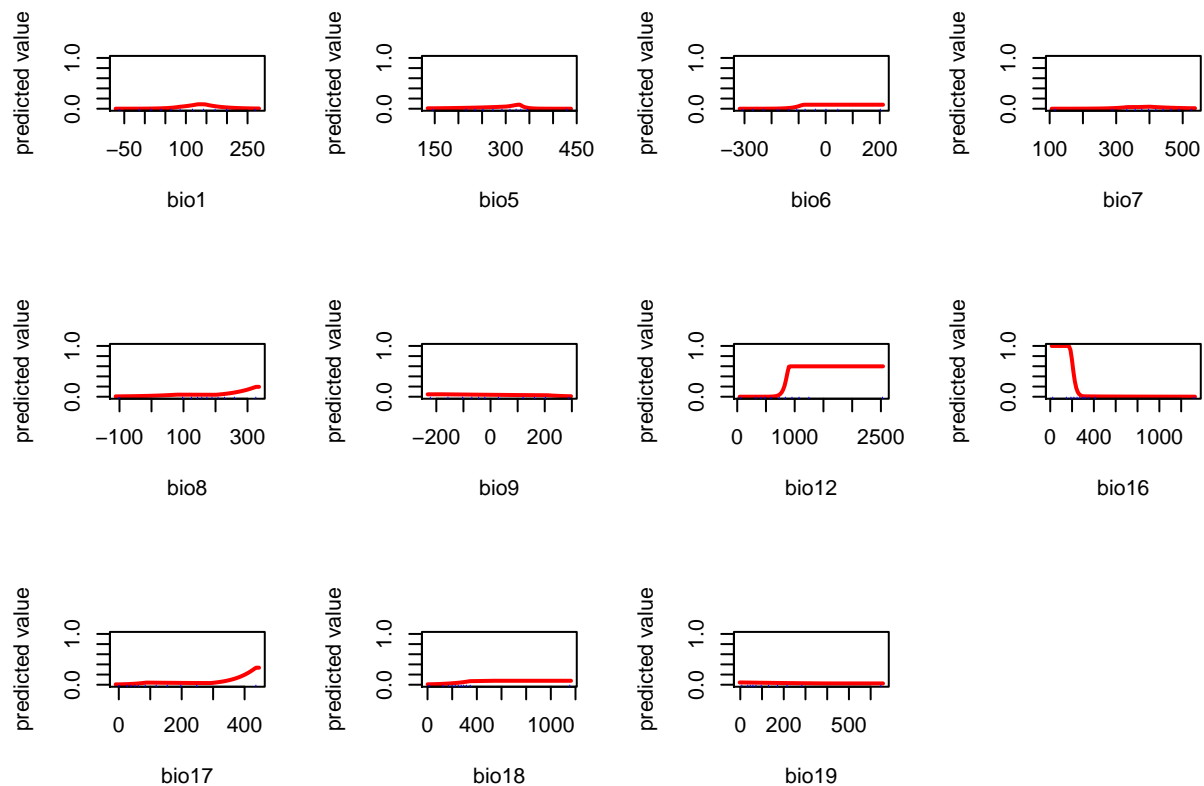 predicted value
0.0 1.0
−50 100 250
bio1
predicted value
0.0 1.0
150 300 450
bio5
predicted value
0.0 1.0
−300 0 200
bio6
predicted value
0.0 1.0
100 300 500
bio7
predicted value
0.0 1.0
−100 100 300
bio8
predicted value
0.0 1.0
−200 0 200
bio9
predicted value
0.0 1.0
0 1000 2500
bio12
predicted value
0.0 1.0
0 400 1000
bio16
predicted value
0.0 1.0
0 200 400
bio17
predicted value
0.0 1.0
0 400 1000
bio18
predicted value
0.0 1.0
0 200 500
bio19